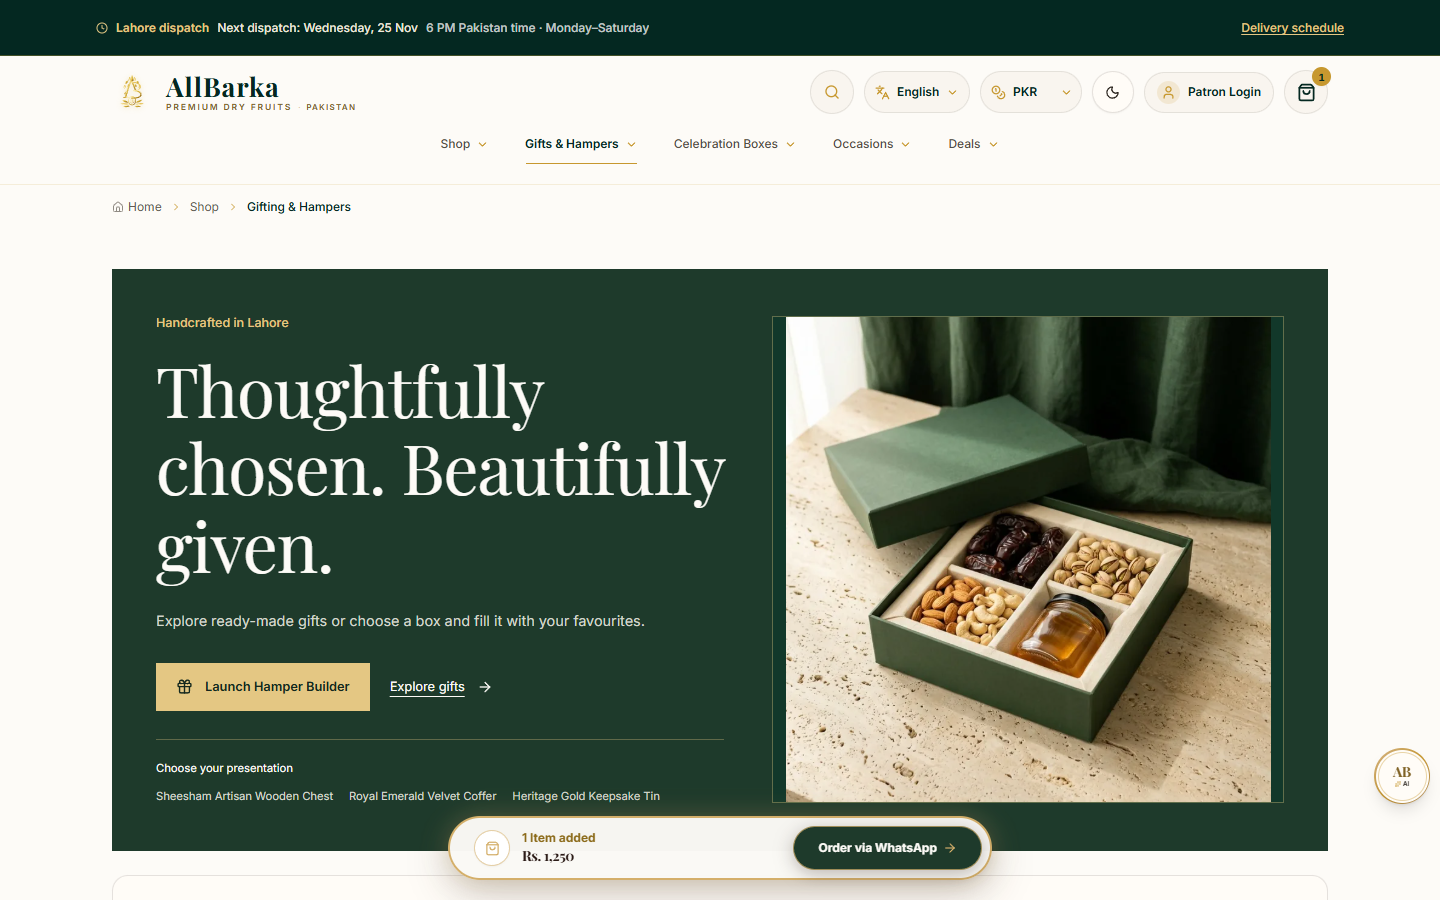 Lahore dispatch Next dispatch: Wednesday, 25 Nov 6 PM Pakistan time · Monday–Saturday Delivery schedule
AllBarka
PREMIUM DRY FRUITS · PAKISTAN
English PKR Patron Login 1
Shop Gifts & Hampers Celebration Boxes Occasions Deals
Home Shop Gifting & Hampers
Handcrafted in Lahore
Thoughtfully
chosen. Beautifully
given.
Explore ready-made gifts or choose a box and fill it with your favourites.
Launch Hamper Builder Explore gifts
Choose your presentation
Sheesham Artisan Wooden Chest Royal Emerald Velvet Coffer Heritage Gold Keepsake Tin
AB
AI
1 Item added
Rs. 1,250
Order via WhatsApp